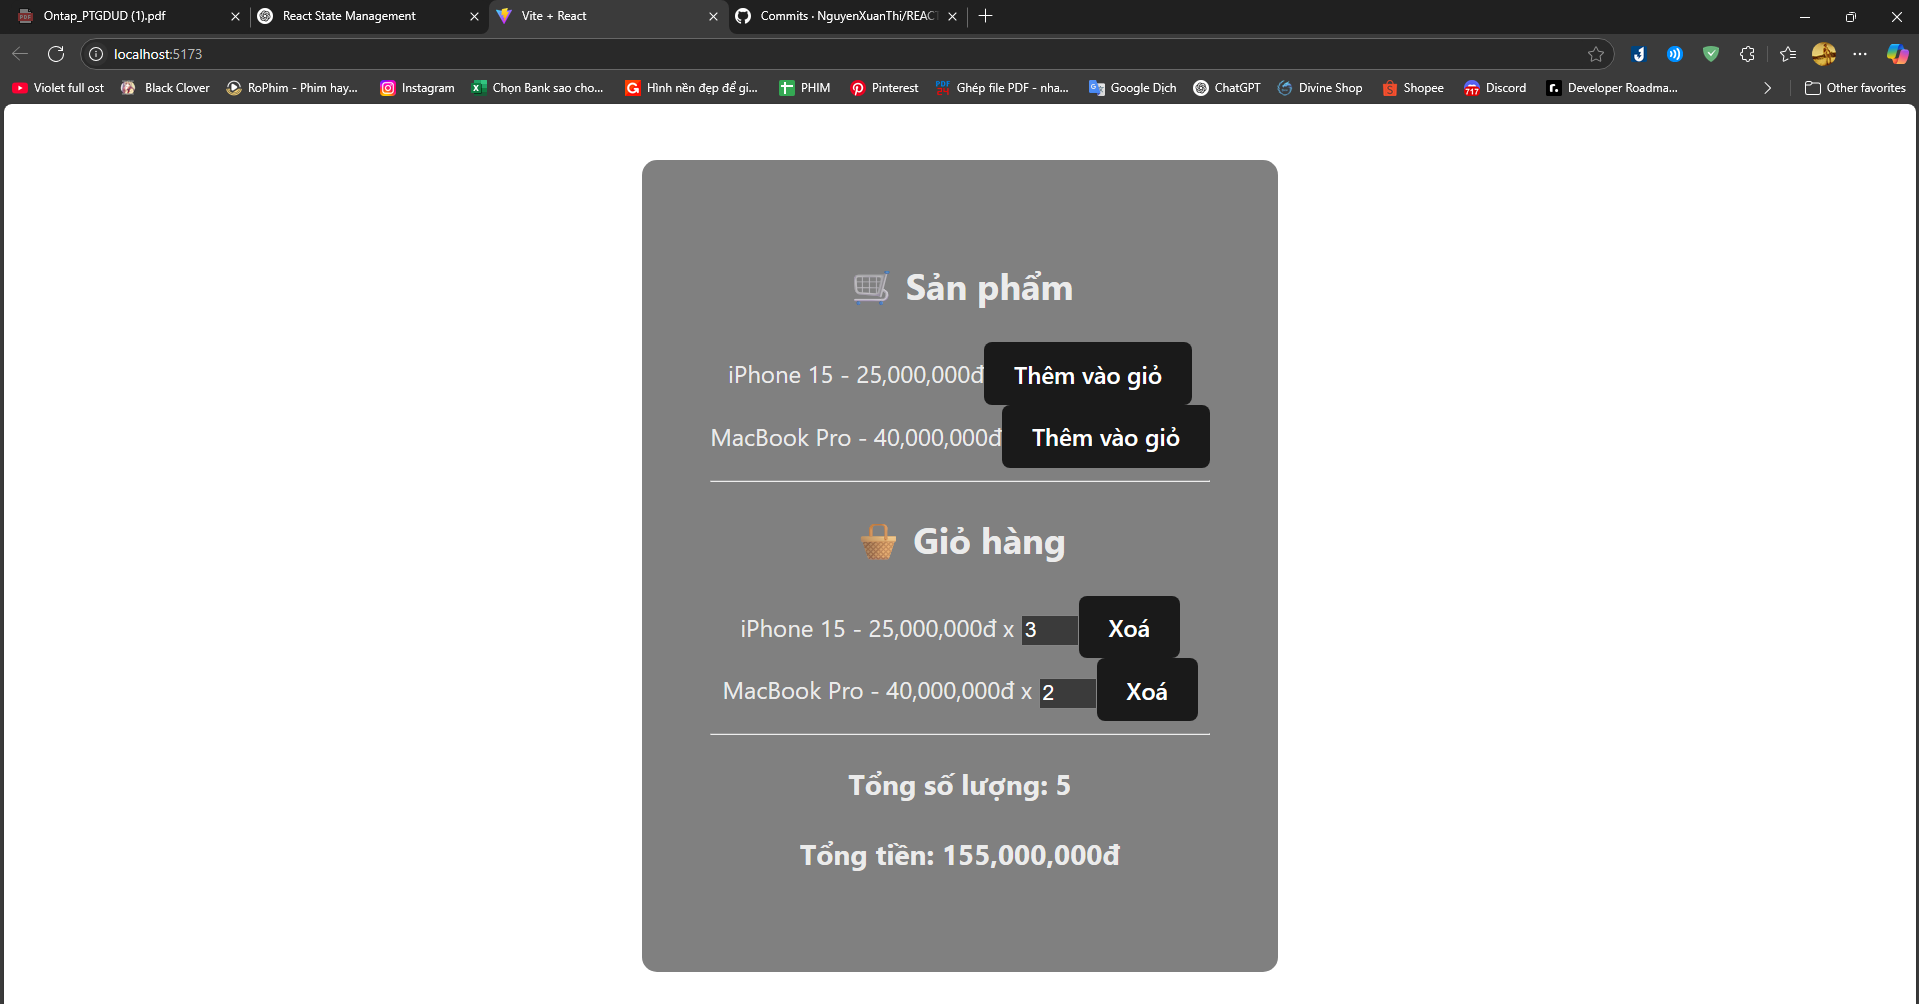 Ontap_PTGDUD (1).pdf
React State Management
Vite + React
Commits · NguyenXuanThi/REACT
localhost:5173
Violet full ost
Black Clover
RoPhim - Phim hay...
Instagram
Chọn Bank sao cho...
Hình nền đẹp để gi...
PHIM
Pinterest
Ghép file PDF - nha...
Google Dịch
ChatGPT
Divine Shop
Shopee
717
Discord
Developer Roadma...
Other favorites
Sản phẩm
iPhone 15 - 25,000,000đ Thêm vào giỏ
MacBook Pro - 40,000,000đ Thêm vào giỏ
Giỏ hàng
iPhone 15 - 25,000,000đ x 3 Xoá
MacBook Pro - 40,000,000đ x 2 Xoá
Tổng số lượng: 5
Tổng tiền: 155,000,000đ